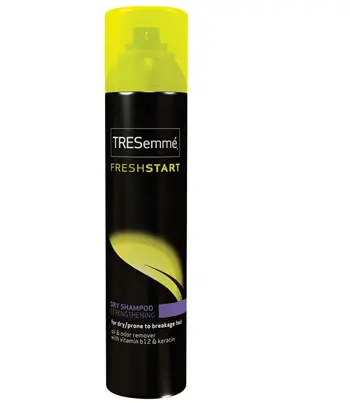 TRESemmé
FRESHSTART
DRY SHAMPOO
STRENGTHENING
for dry/prone to breakage hair
oil & odor remover
with vitamin b12 & keratin